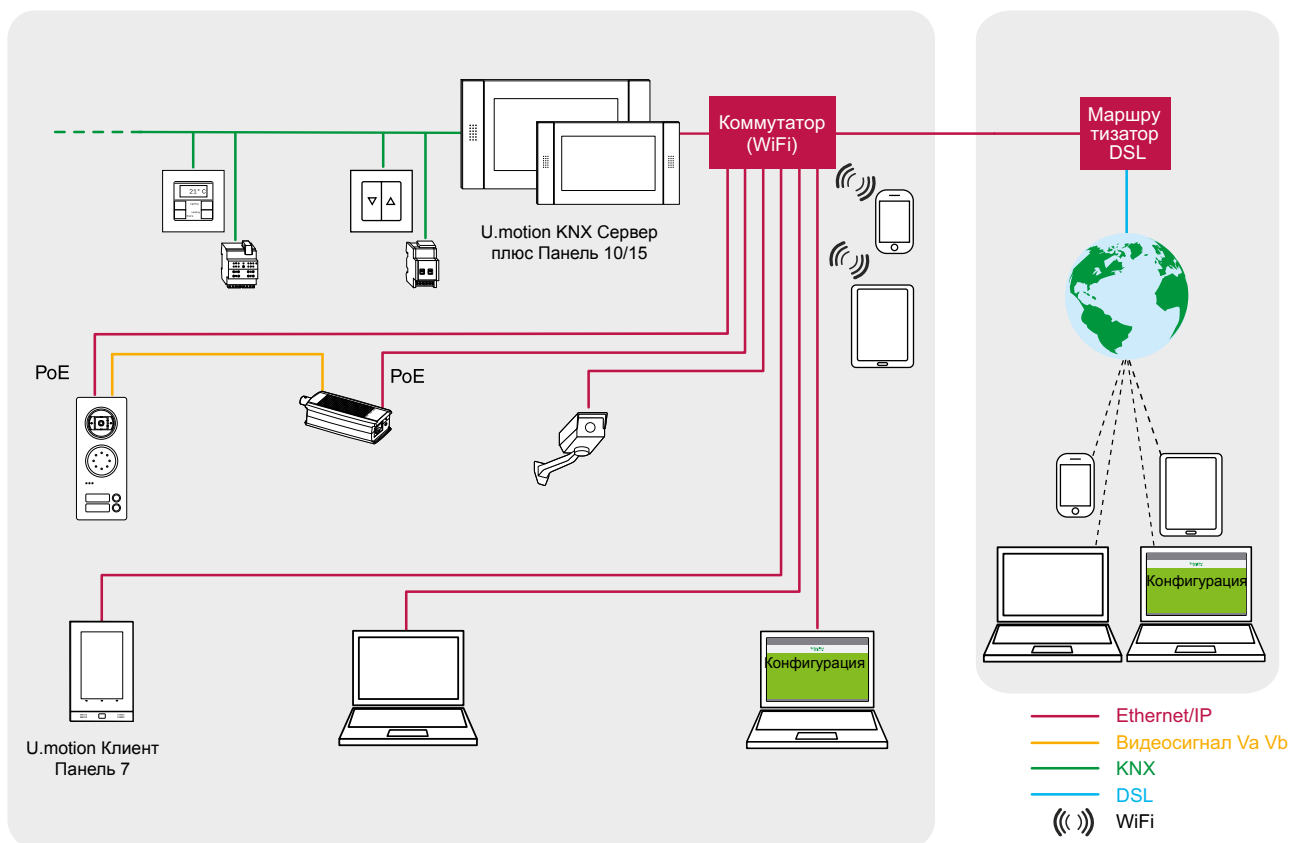 Коммутатор
(WiFi)
Маршру
тизатор
DSL
21° C
U.motion KNX Сервер
плюс Панель 10/15
PoE
PoE
Конфигурация
Конфигурация
U.motion Клиент
Панель 7
Ethernet/IP
Видеосигнал Va Vb
KNX
DSL
WiFi